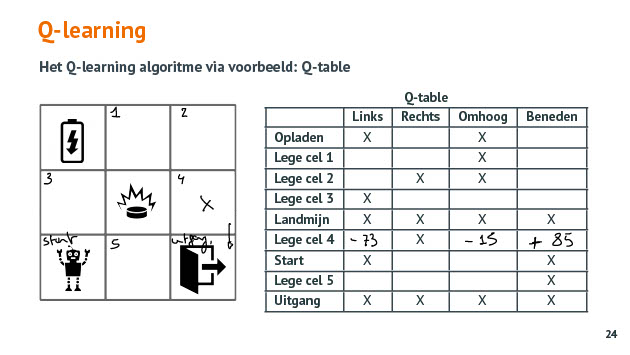 Q-learning
Het Q-learning algoritme via voorbeeld: Q-table
1
2
3
4
X
start
5
Q-table
Links Rechts Omhoog Beneden
Opladen X X
Lege cel 1 X
Lege cel 2 X X
Lege cel 3 X
Landmijn X X X X
Lege cel 4 - 73 X - 15 + 85
Start X X
Lege cel 5 X
Uitgang X X X X
24